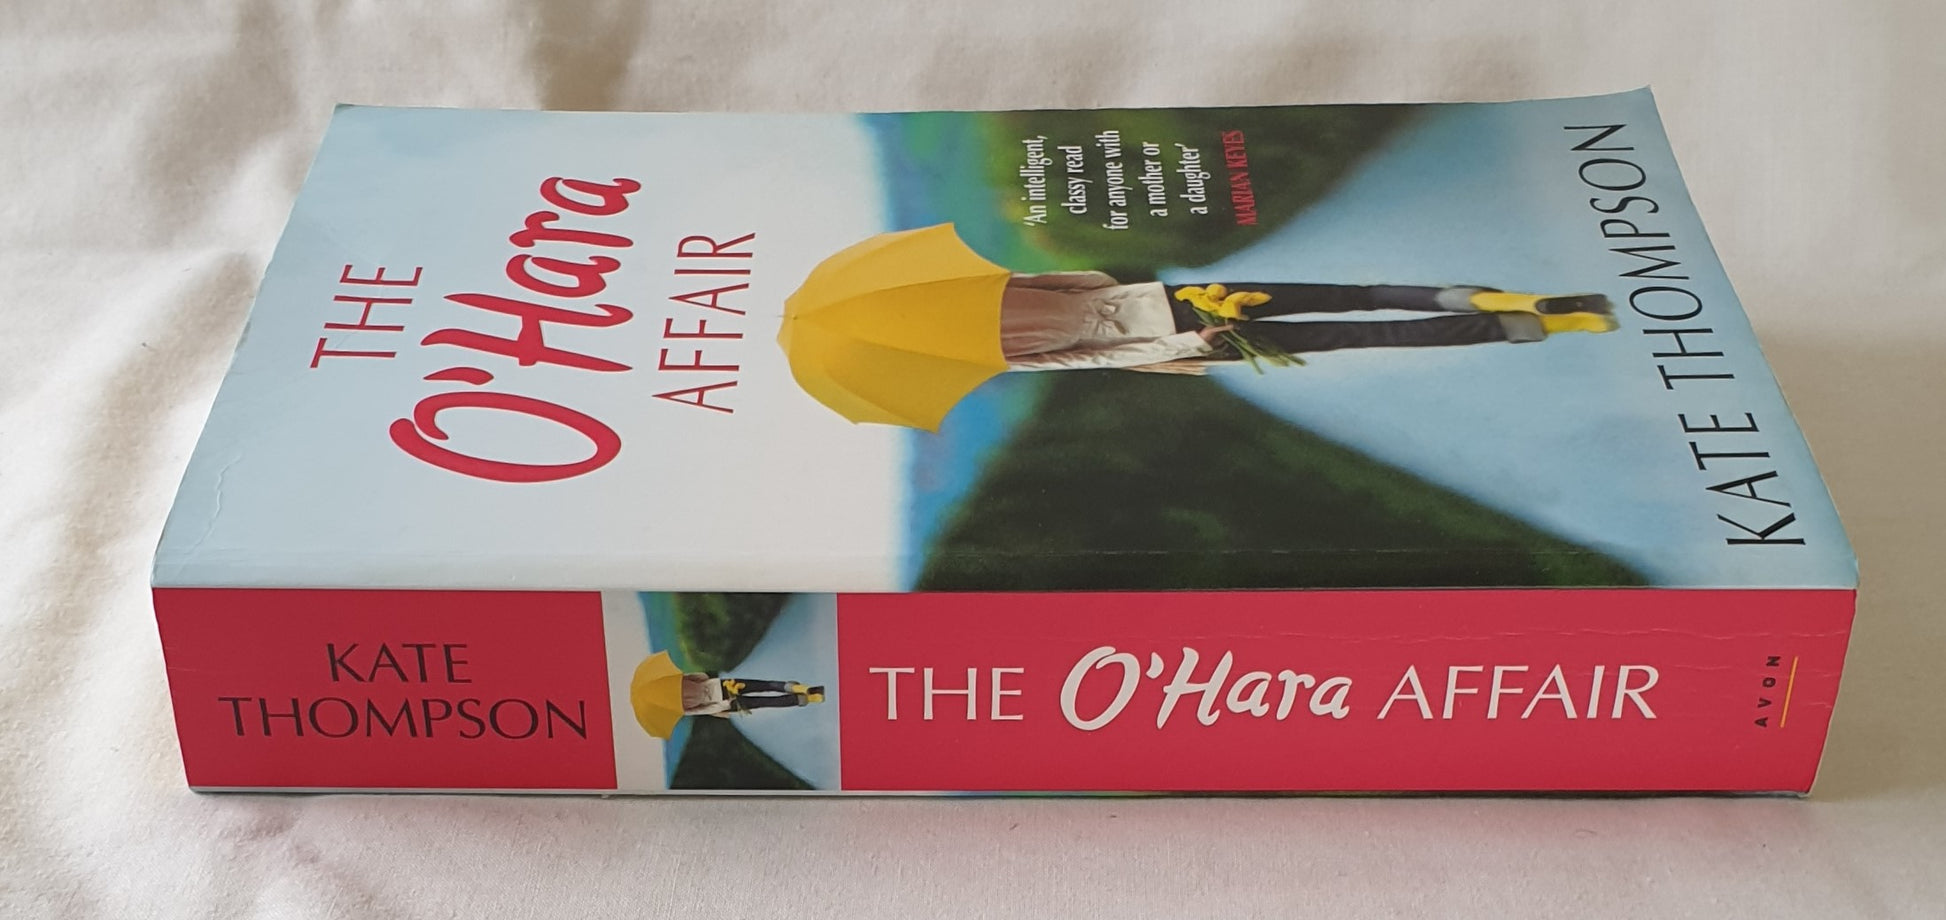 THE
O'Hara
AFFAIR
'An intelligent,
classy read
for anyone with
a mother or
a daughter'
MARIAN KEYES
KATE THOMPSON
KATE
THOMPSON
THE O'Hara AFFAIR
AVON